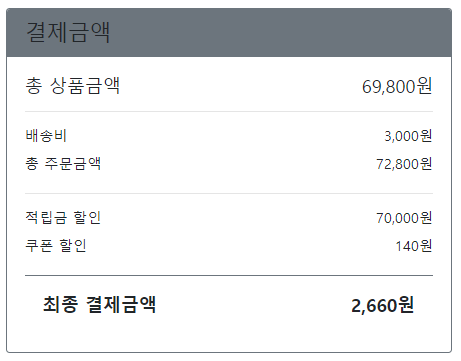 결제금액
총 상품금액 69,800원
배송비 3,000원
총 주문금액 72,800원
적립금 할인 70,000원
쿠폰 할인 140원
최종 결제금액 2,660원